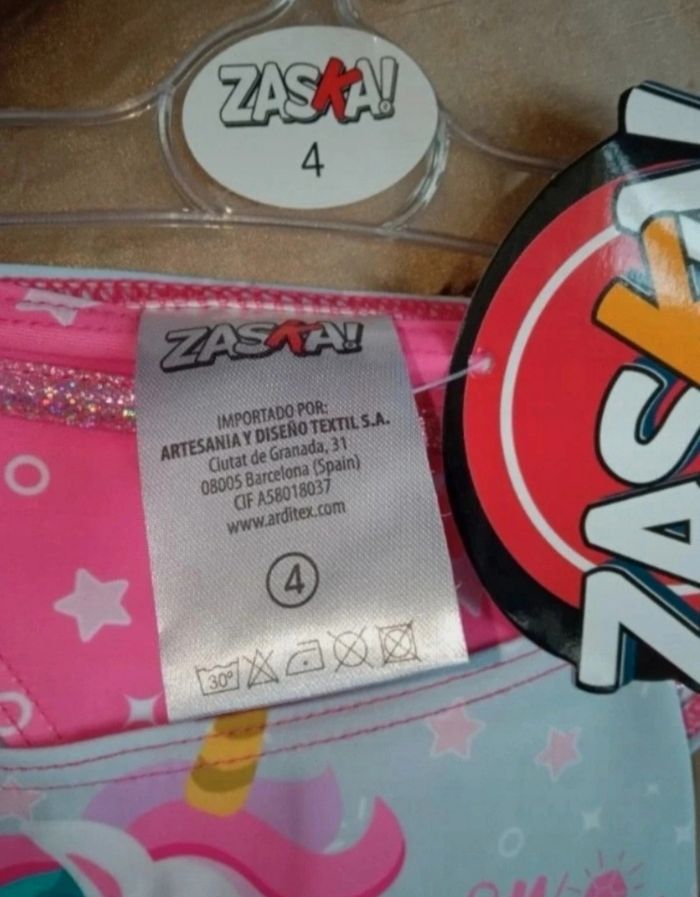 ZASKA!
4
ZASKA!
IMPORTADO POR:
ARTESANIA Y DISEÑO TEXTIL S.A.
Ciutat de Granada, 31
08005 Barcelona (Spain)
CIF A58018037
www.arditex.com
4
30º
ZASKA!